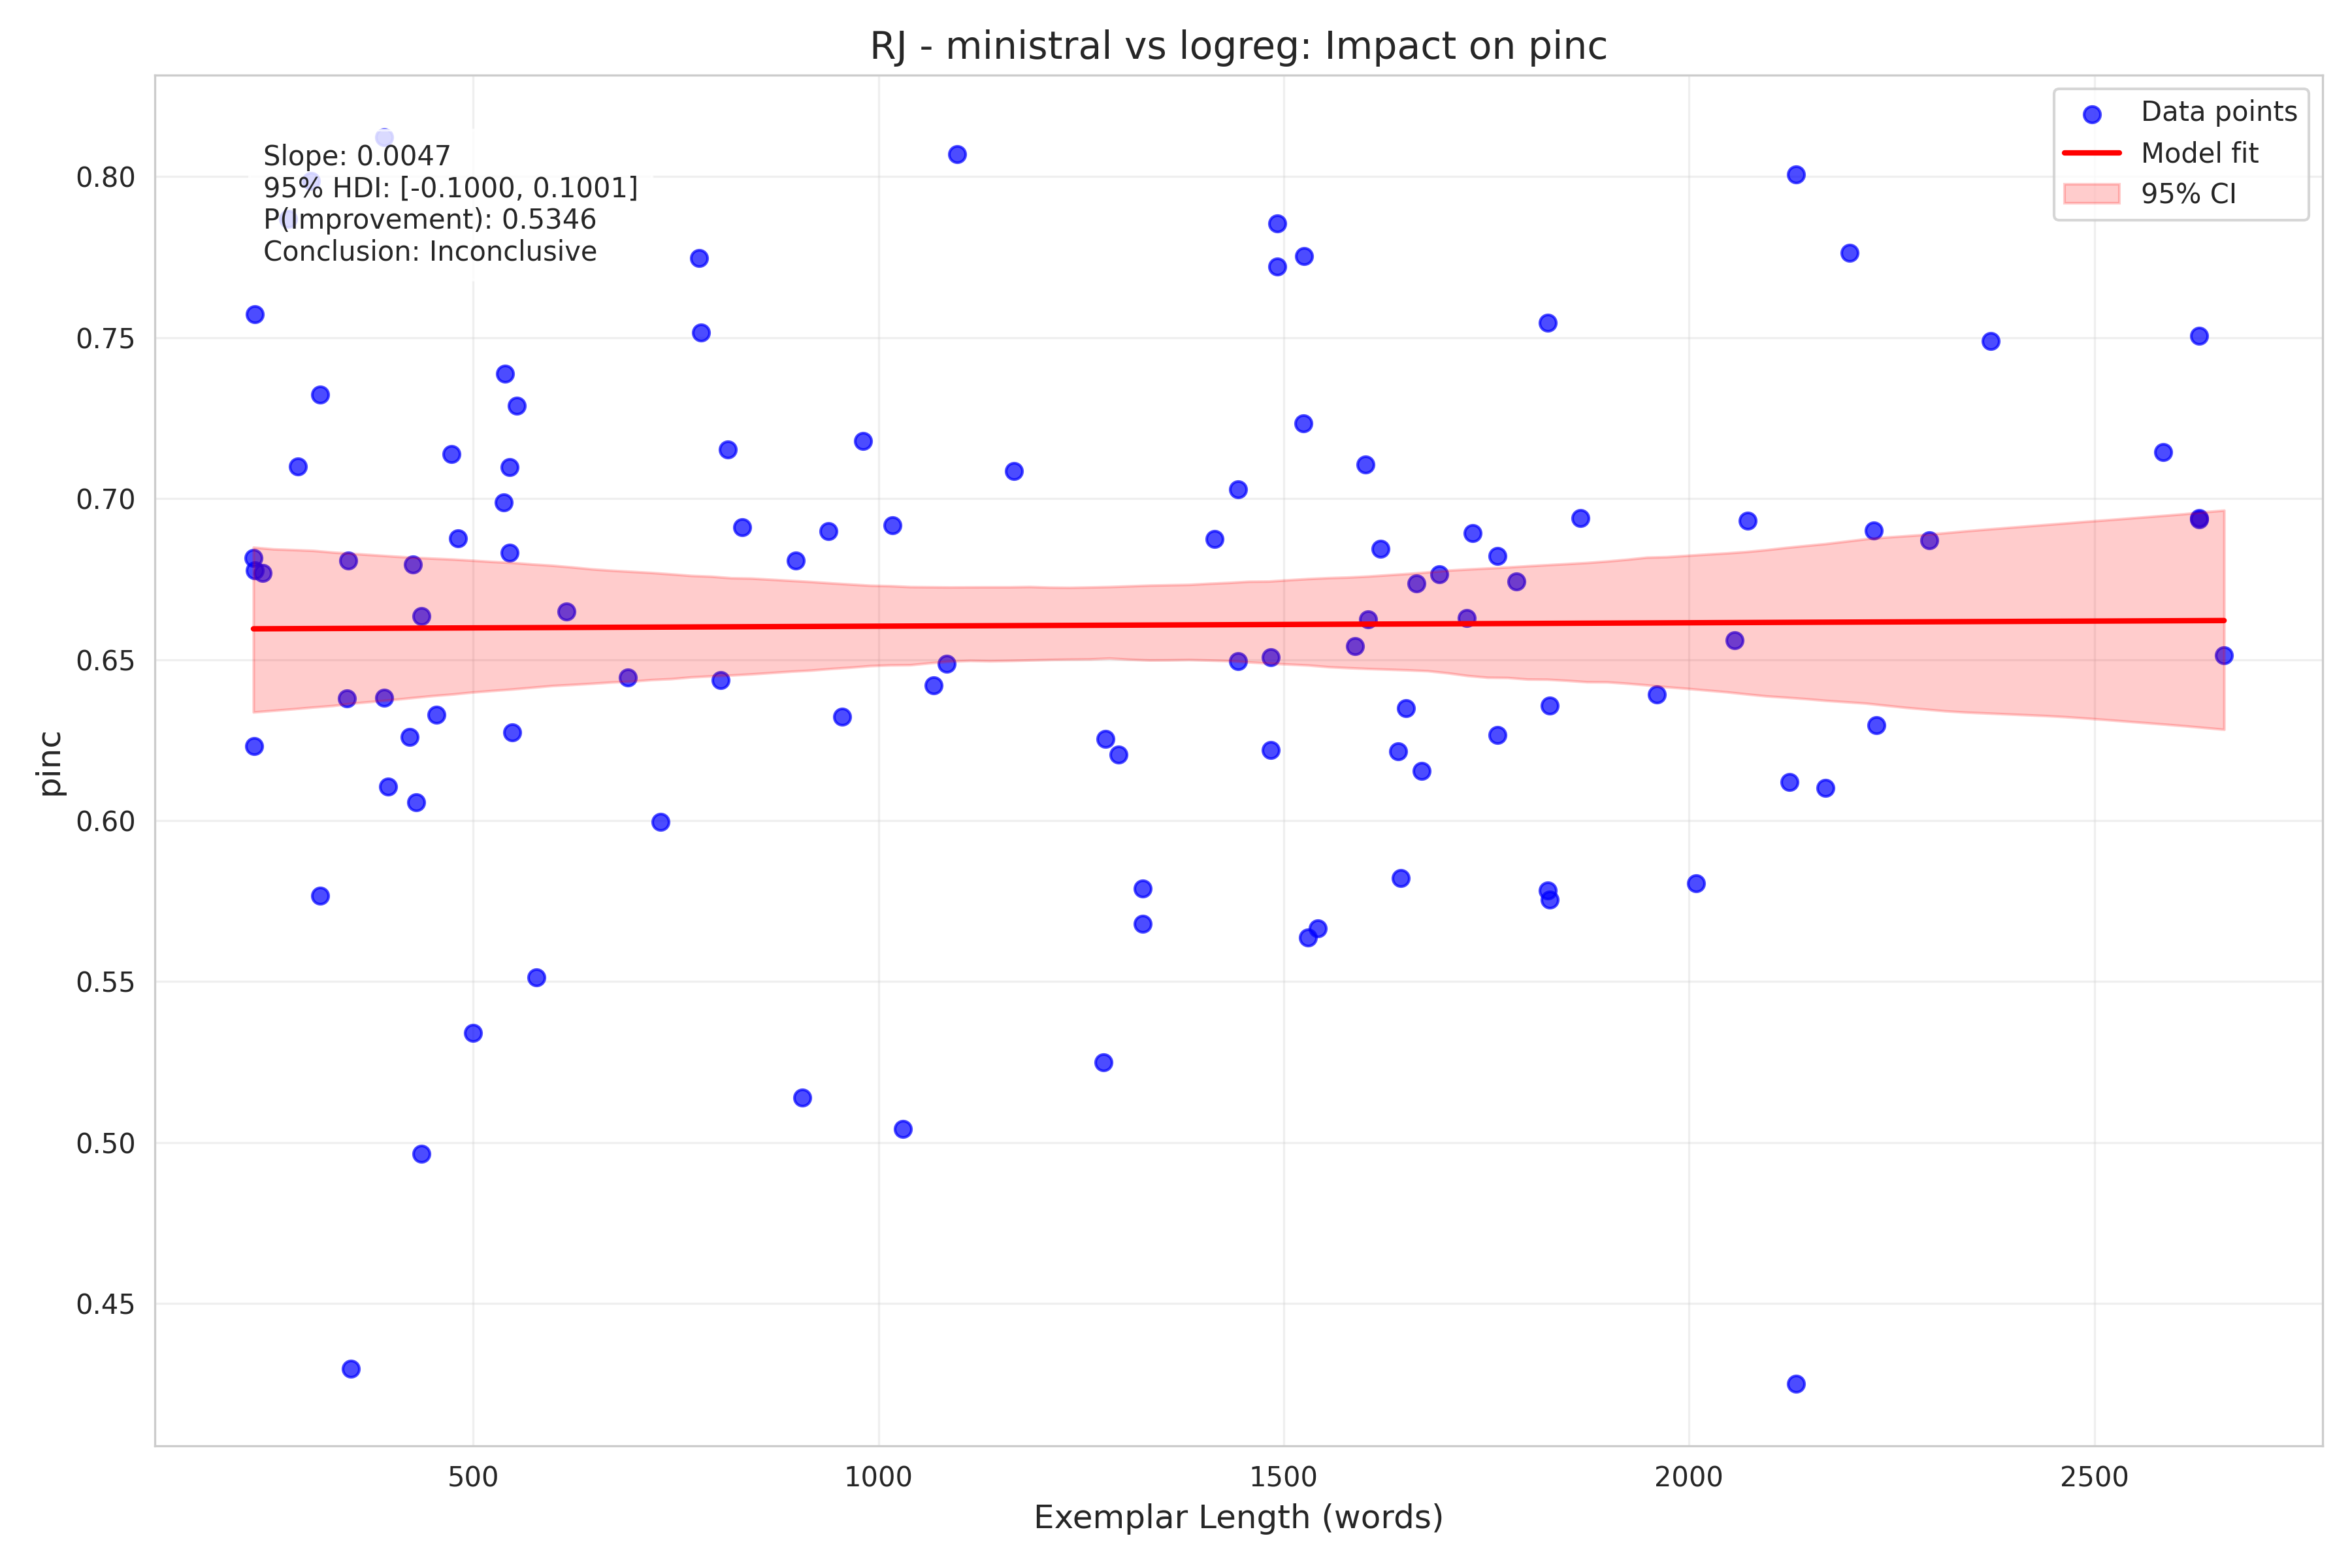 RJ - ministral vs logreg: Impact on pinc
Data points
Model fit
95% CI
Slope: 0.0047
95% HDI: [-0.1000, 0.1001]
P(Improvement): 0.5346
Conclusion: Inconclusive
pinc
0.80
0.75
0.70
0.65
0.60
0.55
0.50
0.45
500 1000 1500 2000 2500
Exemplar Length (words)